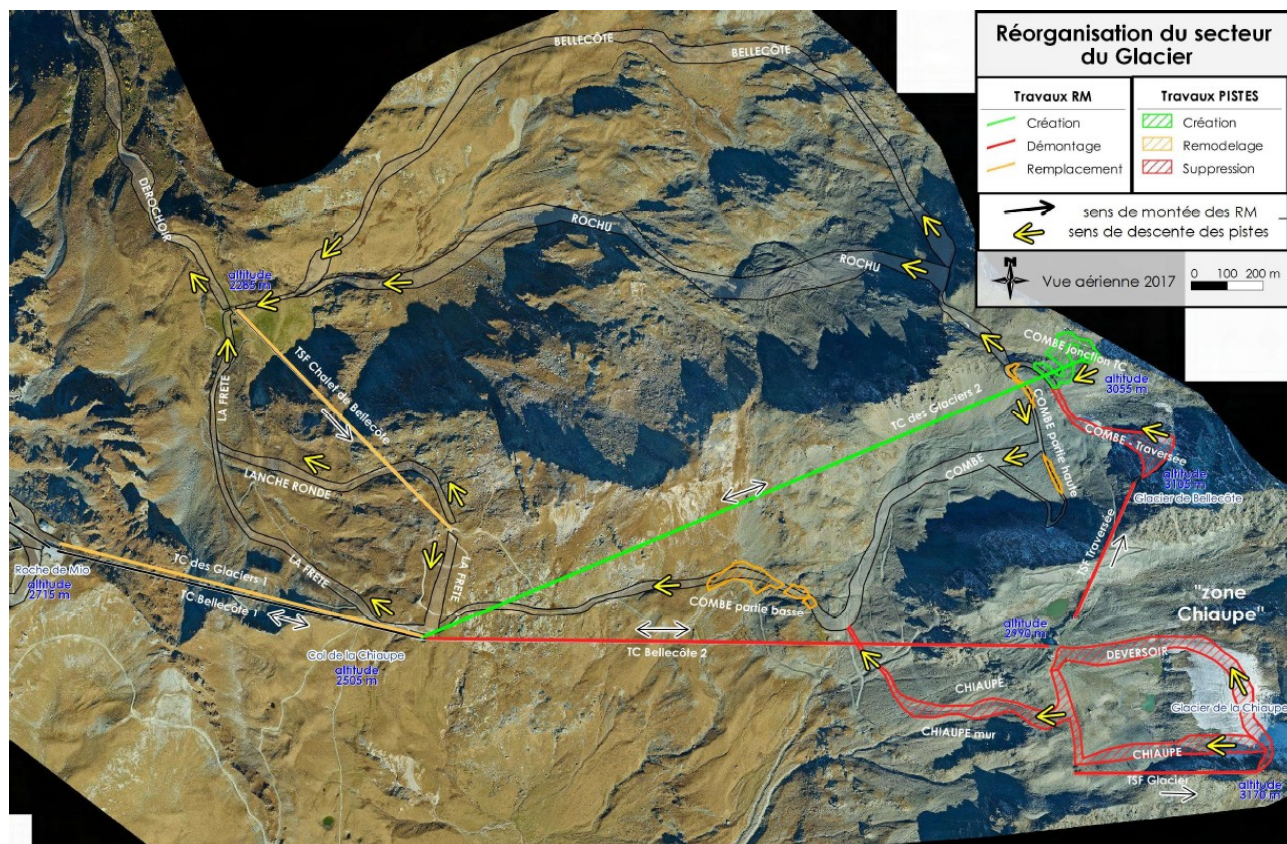 Réorganisation du secteur
du Glacier
Travaux RM
Création
Démontage
Remplacement
Travaux PISTES
Création
Remodelage
Suppression
sens de montée des RM
sens de descente des pistes
Vue aérienne 2017
0 100 200 m
BELLECÔTE
BELLECÔTE
DEROCHOIR
ROCHU
ROCHU
altitude
2285 m
TSF Chalet de Bellecôte
LA FRETE
LANCHE RONDE
LA FRETE
LA FRETE
COMBE jonction TC
altitude
3055 m
TC des Glaciers 2
COMBE partie haute
COMBE
COMBE - Traversée
altitude
3105 m
Glacier de Bellecôte
TSF Traversée
Roche de Mio
altitude
2715 m
TC des Glaciers 1
TC Bellecôte 1
COMBE partie basse
"zone
Chiaupe"
Col de la Chiaupe
altitude
2505 m
TC Bellecôte 2
altitude
2990 m
DEVERSOIR
CHIAUPE
Glacier de la Chiaupe
CHIAUPE mur
CHIAUPE
TSF Glacier
altitude
3170 m